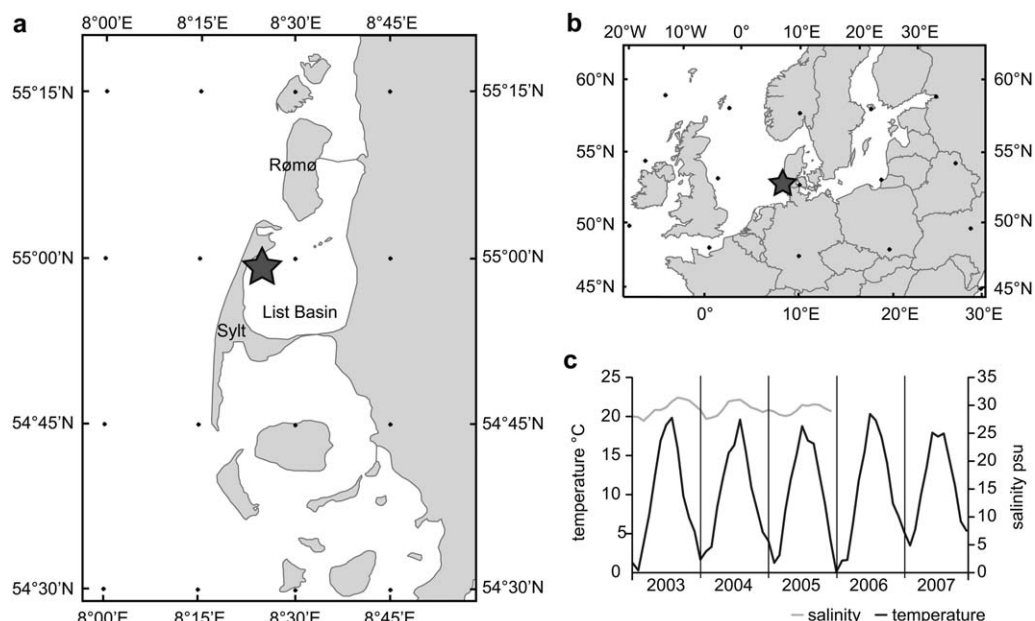 a
8°00'E 8°15'E 8°30'E 8°45'E
55°15'N 55°15'N
Rømø
55°00'N 55°00'N
List Basin
Sylt
54°45'N 54°45'N
54°30'N 54°30'N
8°00'E 8°15'E 8°30'E 8°45'E
b
20°W 10°W 0° 10°E 20°E 30°E
60°N 60°N
55°N 55°N
50°N 50°N
45°N 45°N
0° 10°E 20°E 30°E
c
temperature °C
25
20
15
10
5
0
salinity psu
35
30
25
20
15
10
5
0
2003 2004 2005 2006 2007
salinity temperature